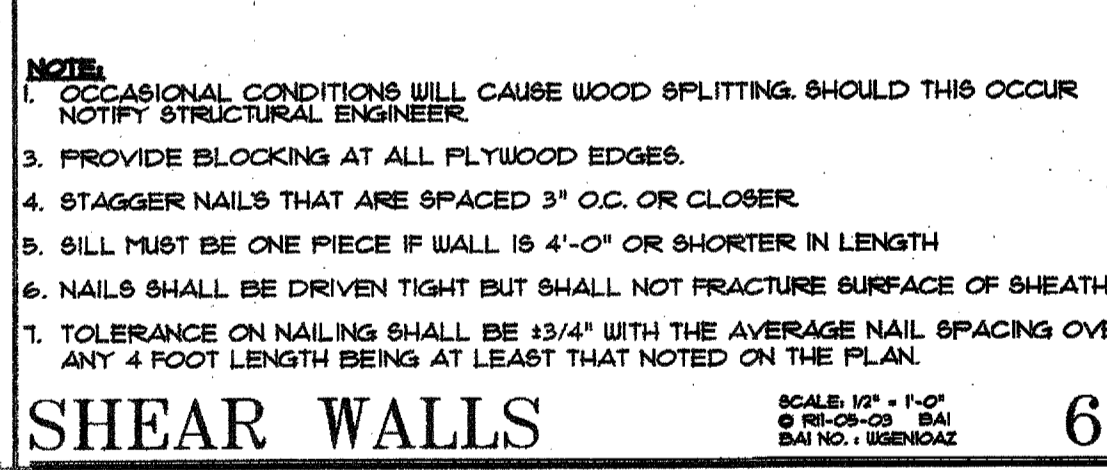 NOTE:
1. OCCASIONAL CONDITIONS WILL CAUSE WOOD SPLITTING. SHOULD THIS OCCUR
NOTIFY STRUCTURAL ENGINEER.
3. PROVIDE BLOCKING AT ALL PLYWOOD EDGES.
4. STAGGER NAIL'S THAT ARE SPACED 3" O.C. OR CLOSER
5. SILL MUST BE ONE PIECE IF WALL IS 4'-0" OR SHORTER IN LENGTH
6. NAILS SHALL BE DRIVEN TIGHT BUT SHALL NOT FRACTURE SURFACE OF SHEATH
7. TOLERANCE ON NAILING SHALL BE ±3/4" WITH THE AVERAGE NAIL SPACING OVE
ANY 4 FOOT LENGTH BEING AT LEAST THAT NOTED ON THE PLAN.
SHEAR WALLS
SCALE: 1/2" = 1'-0"
© R11-05-03 BAI
BAI NO. : WGENIOAZ
6